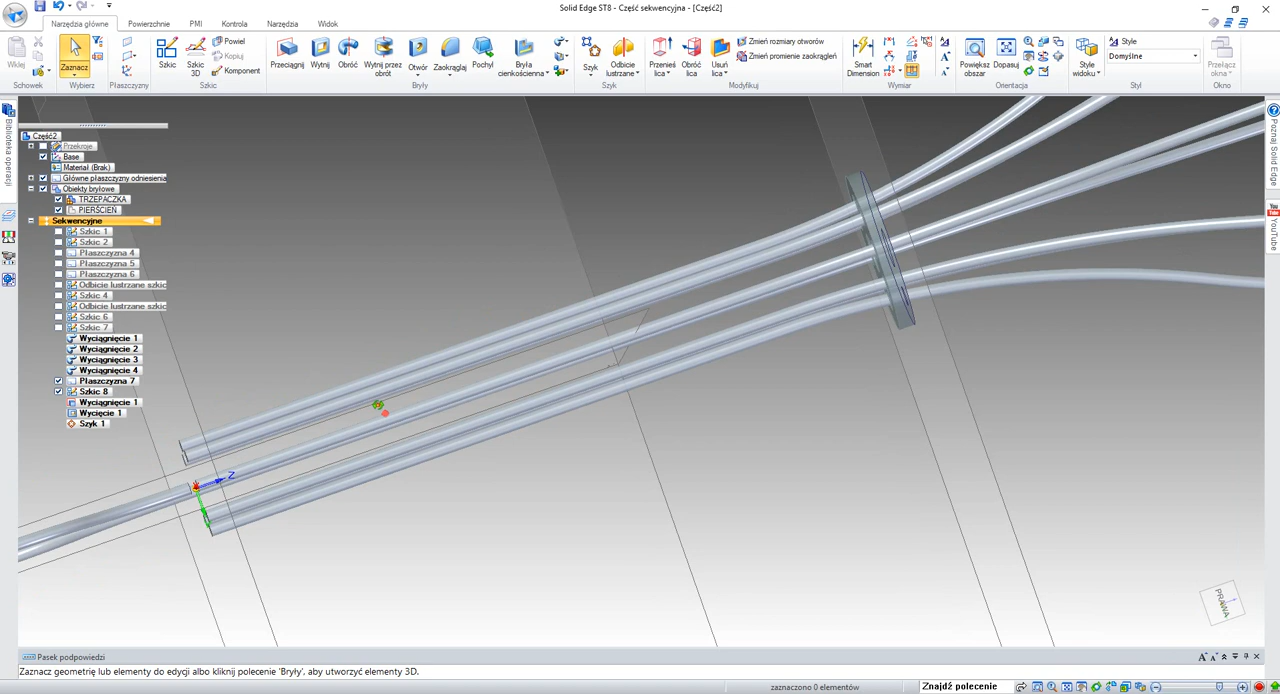 Solid Edge ST8 - Część sekwencyjna - [Część2]
Narzędzia główne
Powierzchnie
PMI
Kontrola
Narzędzia
Widok
Wklej
Schowek
Zaznacz
Wybierz
Płaszczyzny
Szkic
Szkic 3D
Powiel
Skopiuj
Komponent
Szkic
Przeciągnij
Wytnij
Obróć
Wytnij przez obrót
Otwór
Zaokrąglaj
Pochyl
Bryła cienkościenna
Bryły
Szyk
Odbicie lustrzane
Szyk
Przenieś lica
Obróć lica
Usuń lica
Zmień rozmiary otworów
Zmień promienie zaokrągleń
Modyfikuj
Smart Dimension
Wymiar
Powiększ obszar
Dopasuj
Orientacja
Style widoku
Style
Domyślne
Styl
Przełącz okna
Okno
Biblioteka operacji
Część2
Przekroje
Base
Materiał (Brak)
Główne płaszczyzny odniesienia
Obiekty bryłowe
TRZEPACZKA
PIERŚCIEŃ
Sekwencyjne
Szkic 1
Szkic 2
Płaszczyzna 4
Płaszczyzna 5
Płaszczyzna 6
Odbicie lustrzane szkic
Szkic 4
Odbicie lustrzane szkic
Szkic 6
Szkic 7
Wyciągnięcie 1
Wyciągnięcie 2
Wyciągnięcie 3
Wyciągnięcie 4
Płaszczyzna 7
Szkic 8
Wyciągnięcie 1
Wycięcie 1
Szyk 1
Z
PRAWA
Poznaj Solid Edge
You Tube
YouTube
Pasek podpowiedzi
Zaznacz geometrię lub elementy do edycji albo kliknij polecenie 'Bryły', aby utworzyć elementy 3D.
zaznaczono 0 elementów
Znajdź polecenie